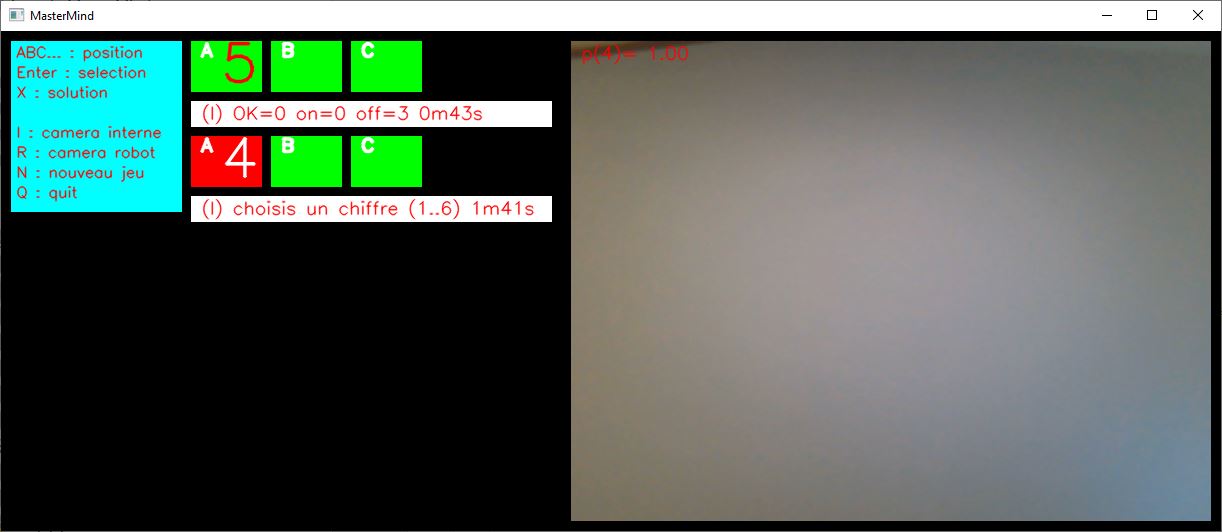 MasterMind
ABC... : position
Enter : selection
X : solution
I : camera interne
R : camera robot
N : nouveau jeu
Q : quit
A 5 B C
(I) OK=0 on=0 off=3 0m43s
A 4 B C
(I) choisis un chiffre (1..6) 1m41s
p(4)= 1.00